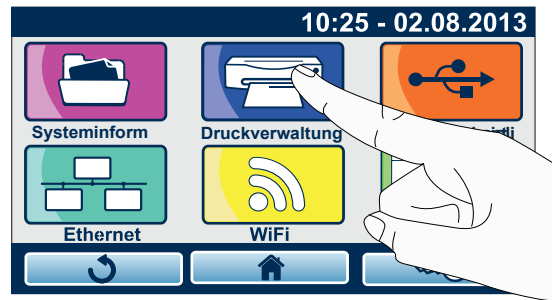 10:25 - 02.08.2013
Systeminform
Druckverwaltung
Ethernet
WiFi